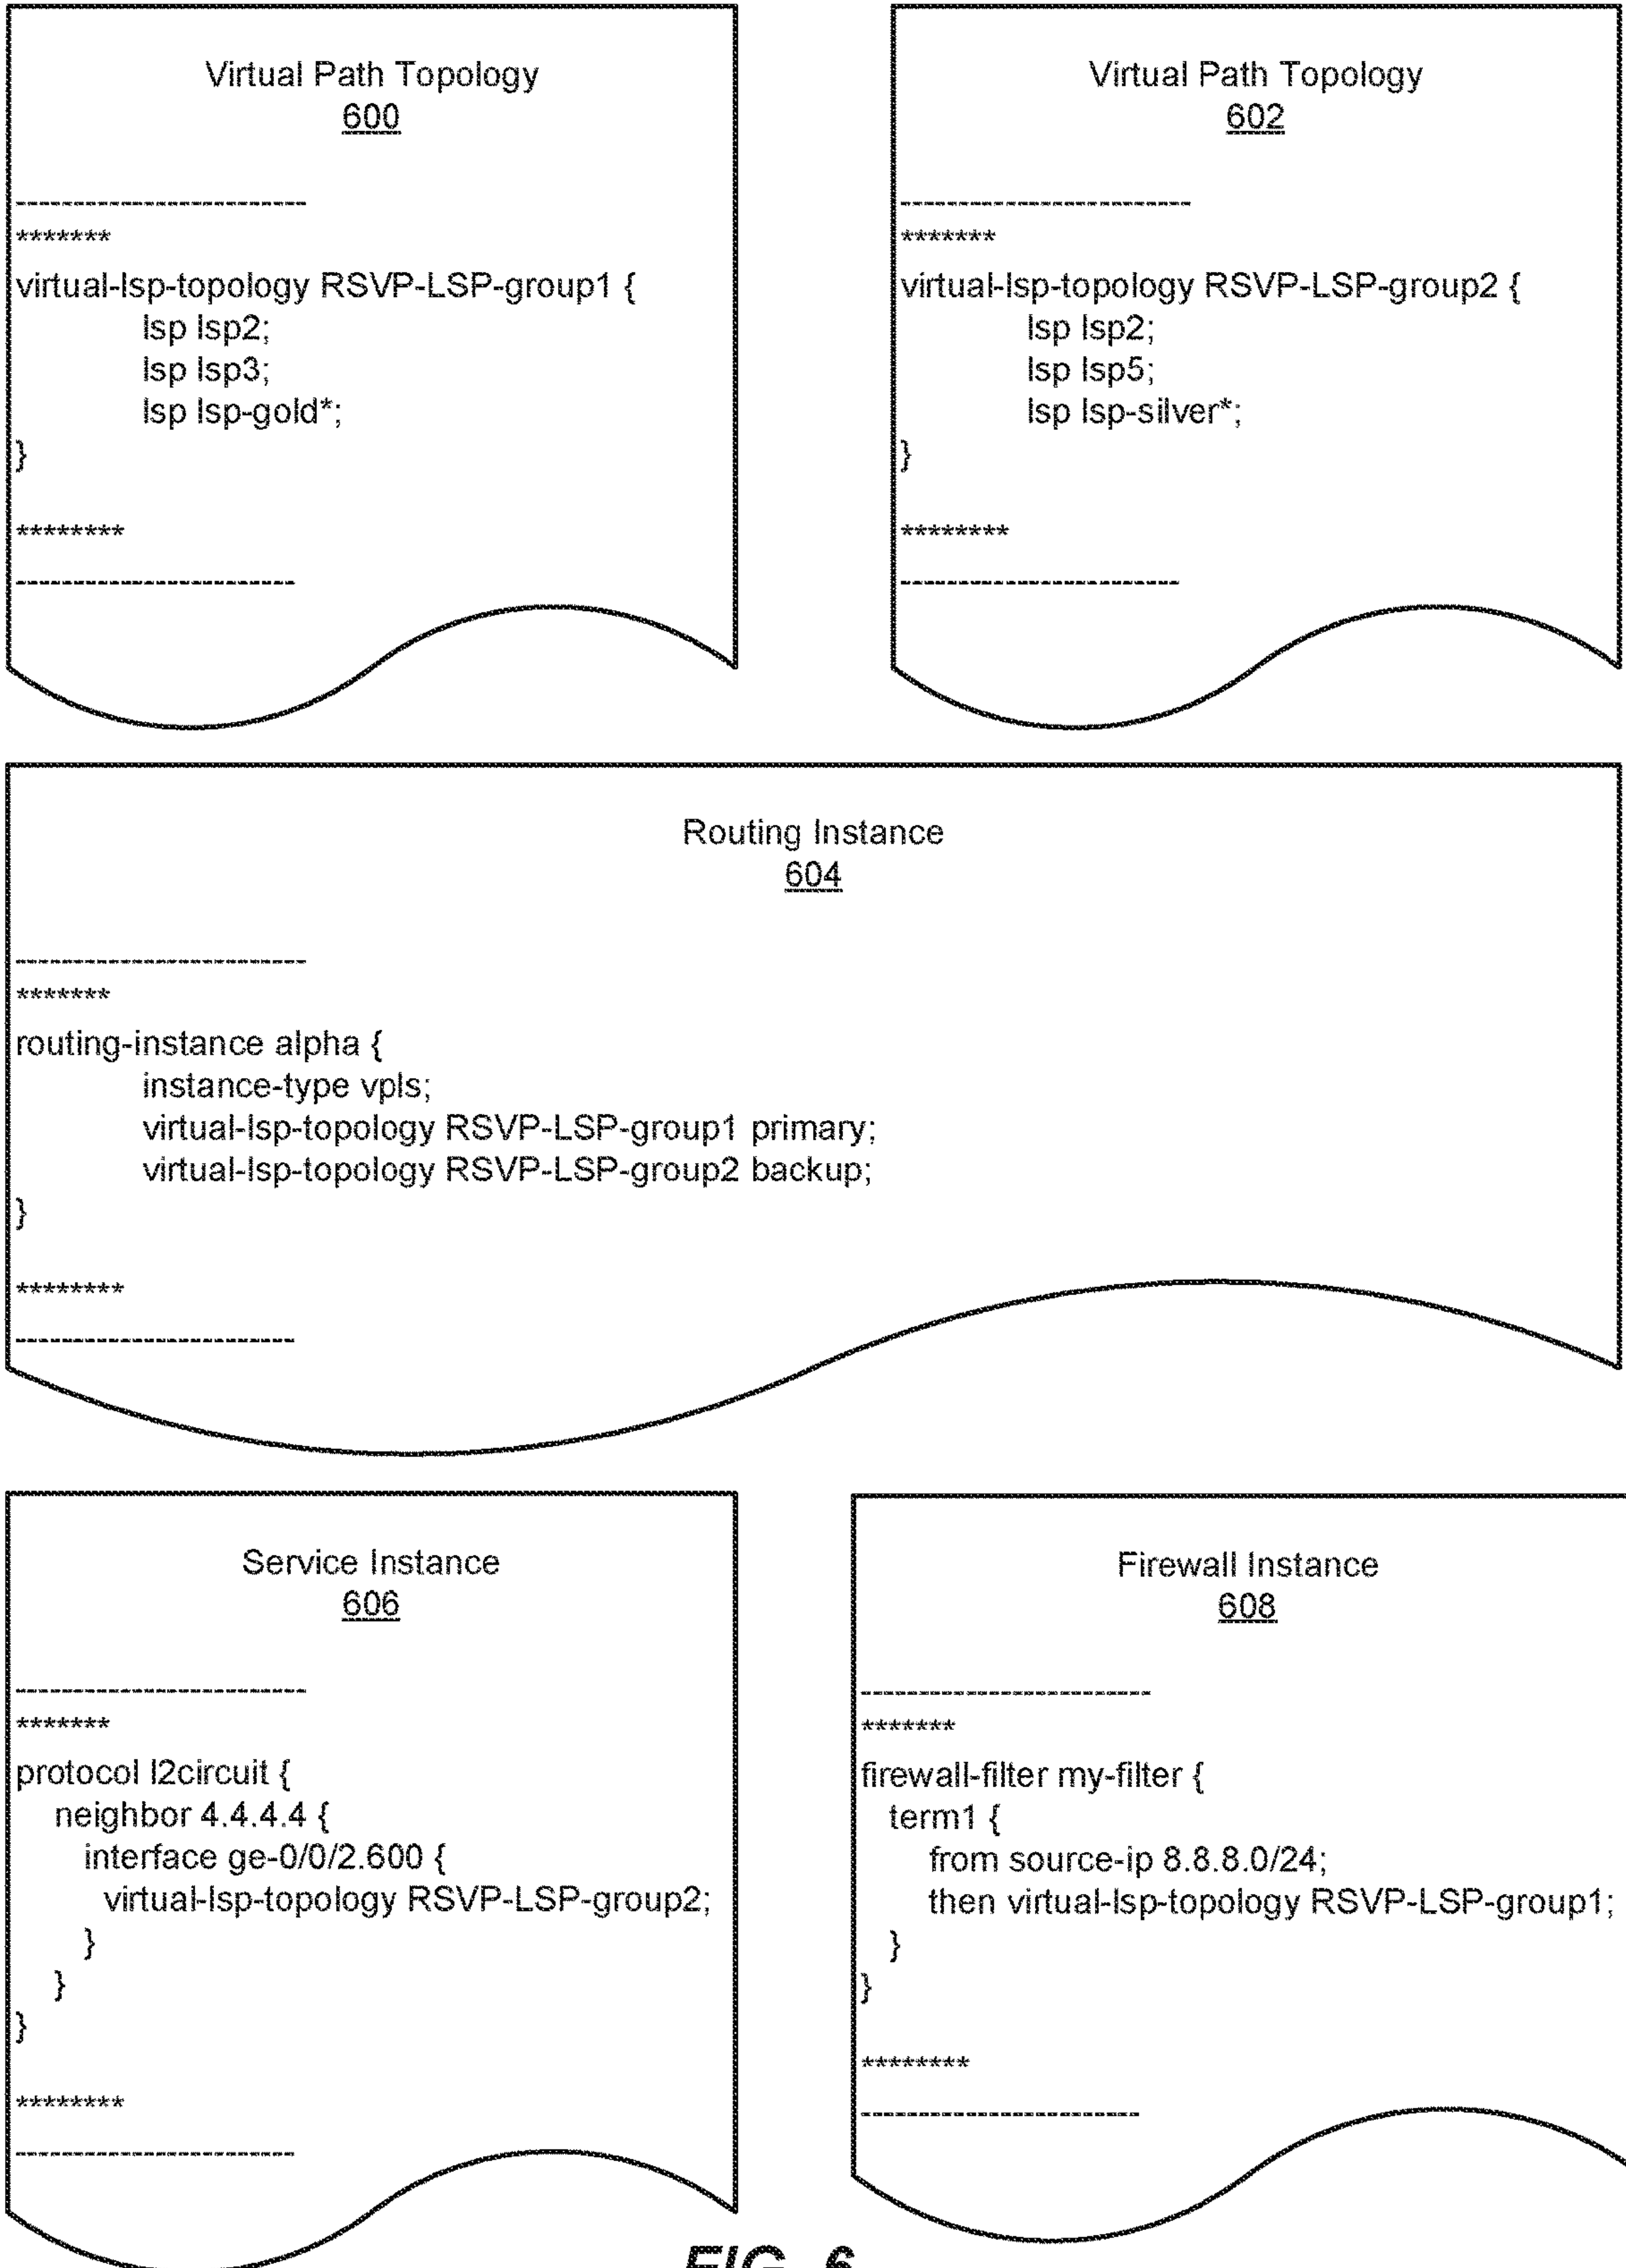 Virtual Path Topology
600
-------------------------
*******
virtual-lsp-topology RSVP-LSP-group1 {
lsp lsp2;
lsp lsp3;
lsp lsp-gold*;
}
********
------------------------
Virtual Path Topology
602
-------------------------
*******
virtual-lsp-topology RSVP-LSP-group2 {
lsp lsp2;
lsp lsp5;
lsp lsp-silver*;
}
********
------------------------
Routing Instance
604
-------------------------
*******
routing-instance alpha {
instance-type vpls;
virtual-lsp-topology RSVP-LSP-group1 primary;
virtual-lsp-topology RSVP-LSP-group2 backup;
}
********
------------------------
Service Instance
606
-------------------------
*******
protocol l2circuit {
neighbor 4.4.4.4 {
interface ge-0/0/2.600 {
virtual-lsp-topology RSVP-LSP-group2;
}
}
}
********
------------------------
Firewall Instance
608
-------------------------
*******
firewall-filter my-filter {
term1 {
from source-ip 8.8.8.0/24;
then virtual-lsp-topology RSVP-LSP-group1;
}
}
********
------------------------
FIG. 6